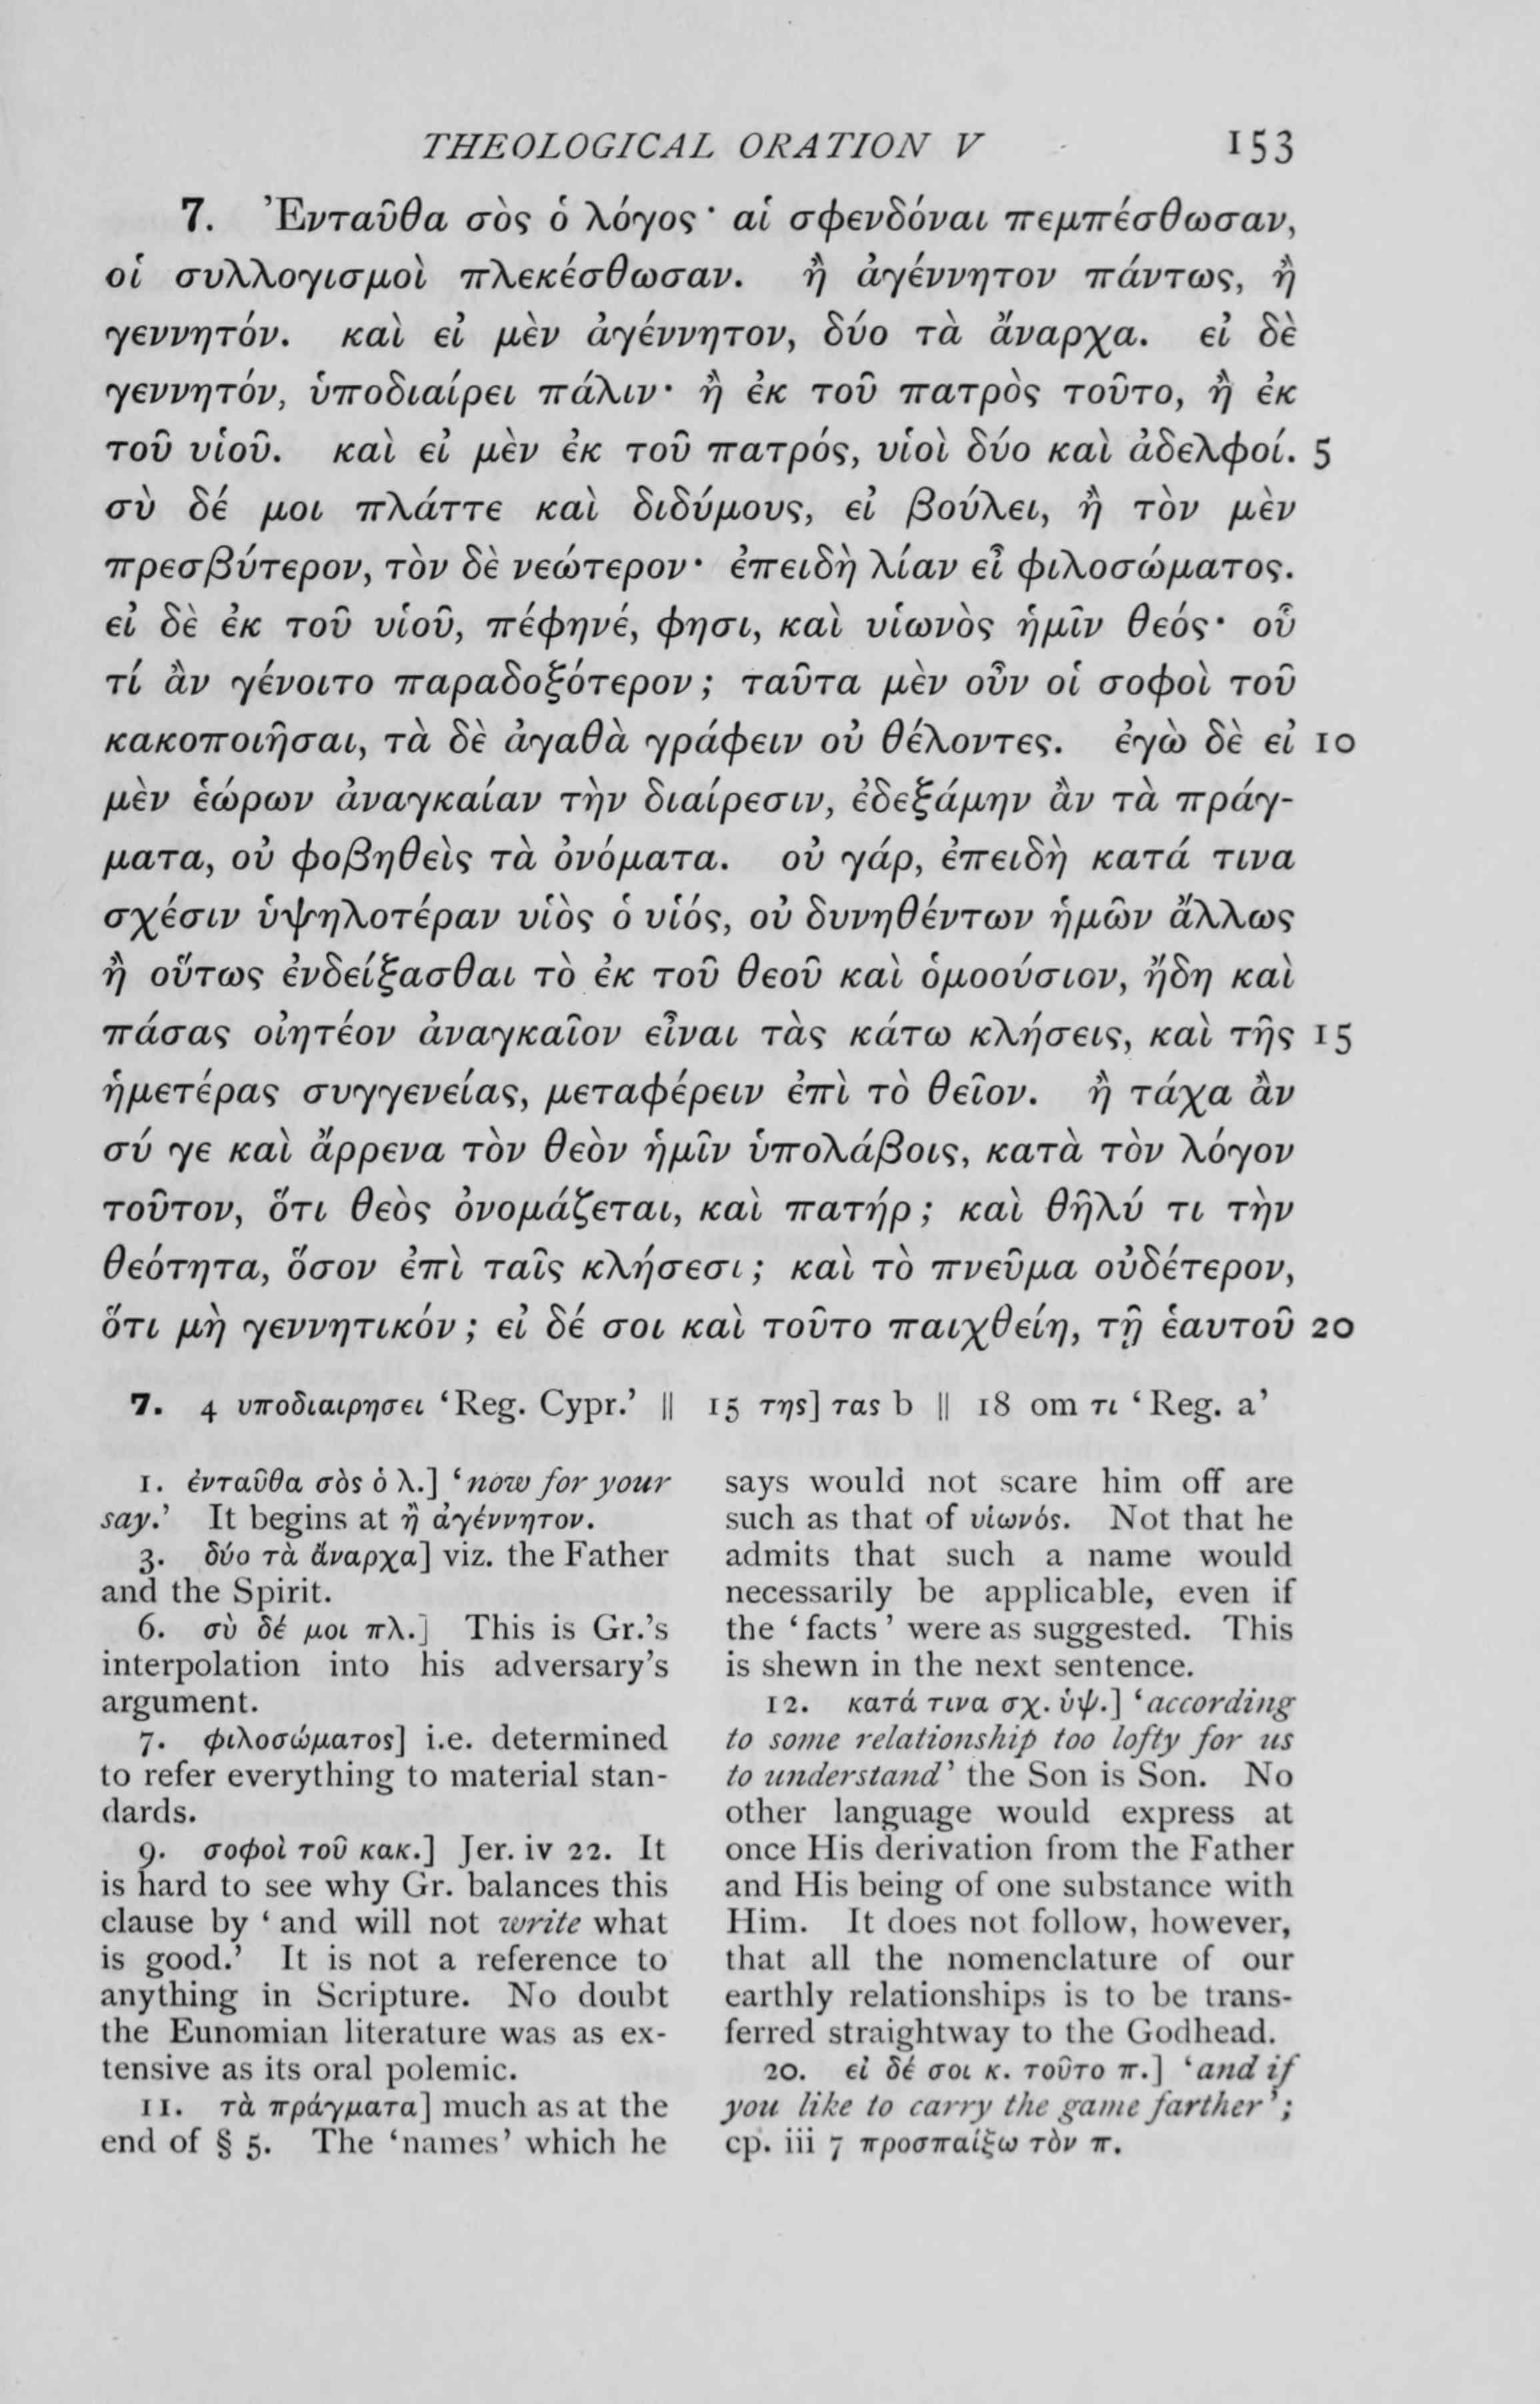 THEOLOGICAL ORATION V 153
7. Ἐνταῦθα σὸς ὁ λόγος· αἱ σφενδόναι πεμπέσθωσαν,
οἱ συλλογισμοὶ πλεκέσθωσαν. ἢ ἀγέννητον πάντως, ἢ
γεννητόν. καὶ εἰ μὲν ἀγέννητον, δύο τὰ ἄναρχα. εἰ δὲ
γεννητόν, ὑποδιαίρει πάλιν· ἢ ἐκ τοῦ πατρὸς τοῦτο, ἢ ἐκ
τοῦ υἱοῦ. καὶ εἰ μὲν ἐκ τοῦ πατρός, υἱοὶ δύο καὶ ἀδελφοί. 5
σὺ δέ μοι πλάττε καὶ διδύμους, εἰ βούλει, ἢ τὸν μὲν
πρεσβύτερον, τὸν δὲ νεώτερον· ἐπειδὴ λίαν εἶ φιλοσώματος.
εἰ δὲ ἐκ τοῦ υἱοῦ, πέφηνέ, φησι, καὶ υἱωνὸς ἡμῖν θεός· οὗ
τί ἂν γένοιτο παραδοξότερον; ταῦτα μὲν οὖν οἱ σοφοὶ τοῦ
κακοποιῆσαι, τὰ δὲ ἀγαθὰ γράφειν οὐ θέλοντες. ἐγὼ δὲ εἰ 10
μὲν ἑώρων ἀναγκαίαν τὴν διαίρεσιν, ἐδεξάμην ἂν τὰ πράγ-
ματα, οὐ φοβηθεὶς τὰ ὀνόματα. οὐ γάρ, ἐπειδὴ κατά τινα
σχέσιν ὑψηλοτέραν υἱὸς ὁ υἱός, οὐ δυνηθέντων ἡμῶν ἄλλως
ἢ οὕτως ἐνδείξασθαι τὸ ἐκ τοῦ θεοῦ καὶ ὁμοούσιον, ἤδη καὶ
πάσας οἰητέον ἀναγκαῖον εἶναι τὰς κάτω κλήσεις, καὶ τῆς 15
ἡμετέρας συγγενείας, μεταφέρειν ἐπὶ τὸ θεῖον. ἢ τάχα ἂν
σύ γε καὶ ἄρρενα τὸν θεὸν ἡμῖν ὑπολάβοις, κατὰ τὸν λόγον
τοῦτον, ὅτι θεὸς ὀνομάζεται, καὶ πατήρ; καὶ θῆλύ τι τὴν
θεότητα, ὅσον ἐπὶ ταῖς κλήσεσι; καὶ τὸ πνεῦμα οὐδέτερον,
ὅτι μὴ γεννητικόν; εἰ δέ σοι καὶ τοῦτο παιχθείη, τῇ ἑαυτοῦ 20
7. 4 υποδιαιρησει ‘Reg. Cypr.’ || 15 της] τας b || 18 om τι ‘Reg. a’
1. ἐνταῦθα σὸς ὁ λ.] ‘now for your
say.’ It begins at ἢ ἀγέννητον.
3. δύο τὰ ἄναρχα] viz. the Father
and the Spirit.
6. σὺ δέ μοι πλ.] This is Gr.'s
interpolation into his adversary's
argument.
7. φιλοσώματος] i.e. determined
to refer everything to material stan-
dards.
9. σοφοὶ τοῦ κακ.] Jer. iv 22. It
is hard to see why Gr. balances this
clause by ‘and will not write what
is good.’ It is not a reference to
anything in Scripture. No doubt
the Eunomian literature was as ex-
tensive as its oral polemic.
11. τὰ πράγματα] much as at the
end of § 5. The ‘names’ which he
says would not scare him off are
such as that of υἱωνός. Not that he
admits that such a name would
necessarily be applicable, even if
the ‘facts’ were as suggested. This
is shewn in the next sentence.
12. κατά τινα σχ. ὑψ.] ‘according
to some relationship too lofty for us
to understand’ the Son is Son. No
other language would express at
once His derivation from the Father
and His being of one substance with
Him. It does not follow, however,
that all the nomenclature of our
earthly relationships is to be trans-
ferred straightway to the Godhead.
20. εἰ δέ σοι κ. τοῦτο π.] ‘and if
you like to carry the game farther’;
cp. iii 7 προσπαίξω τὸν π.